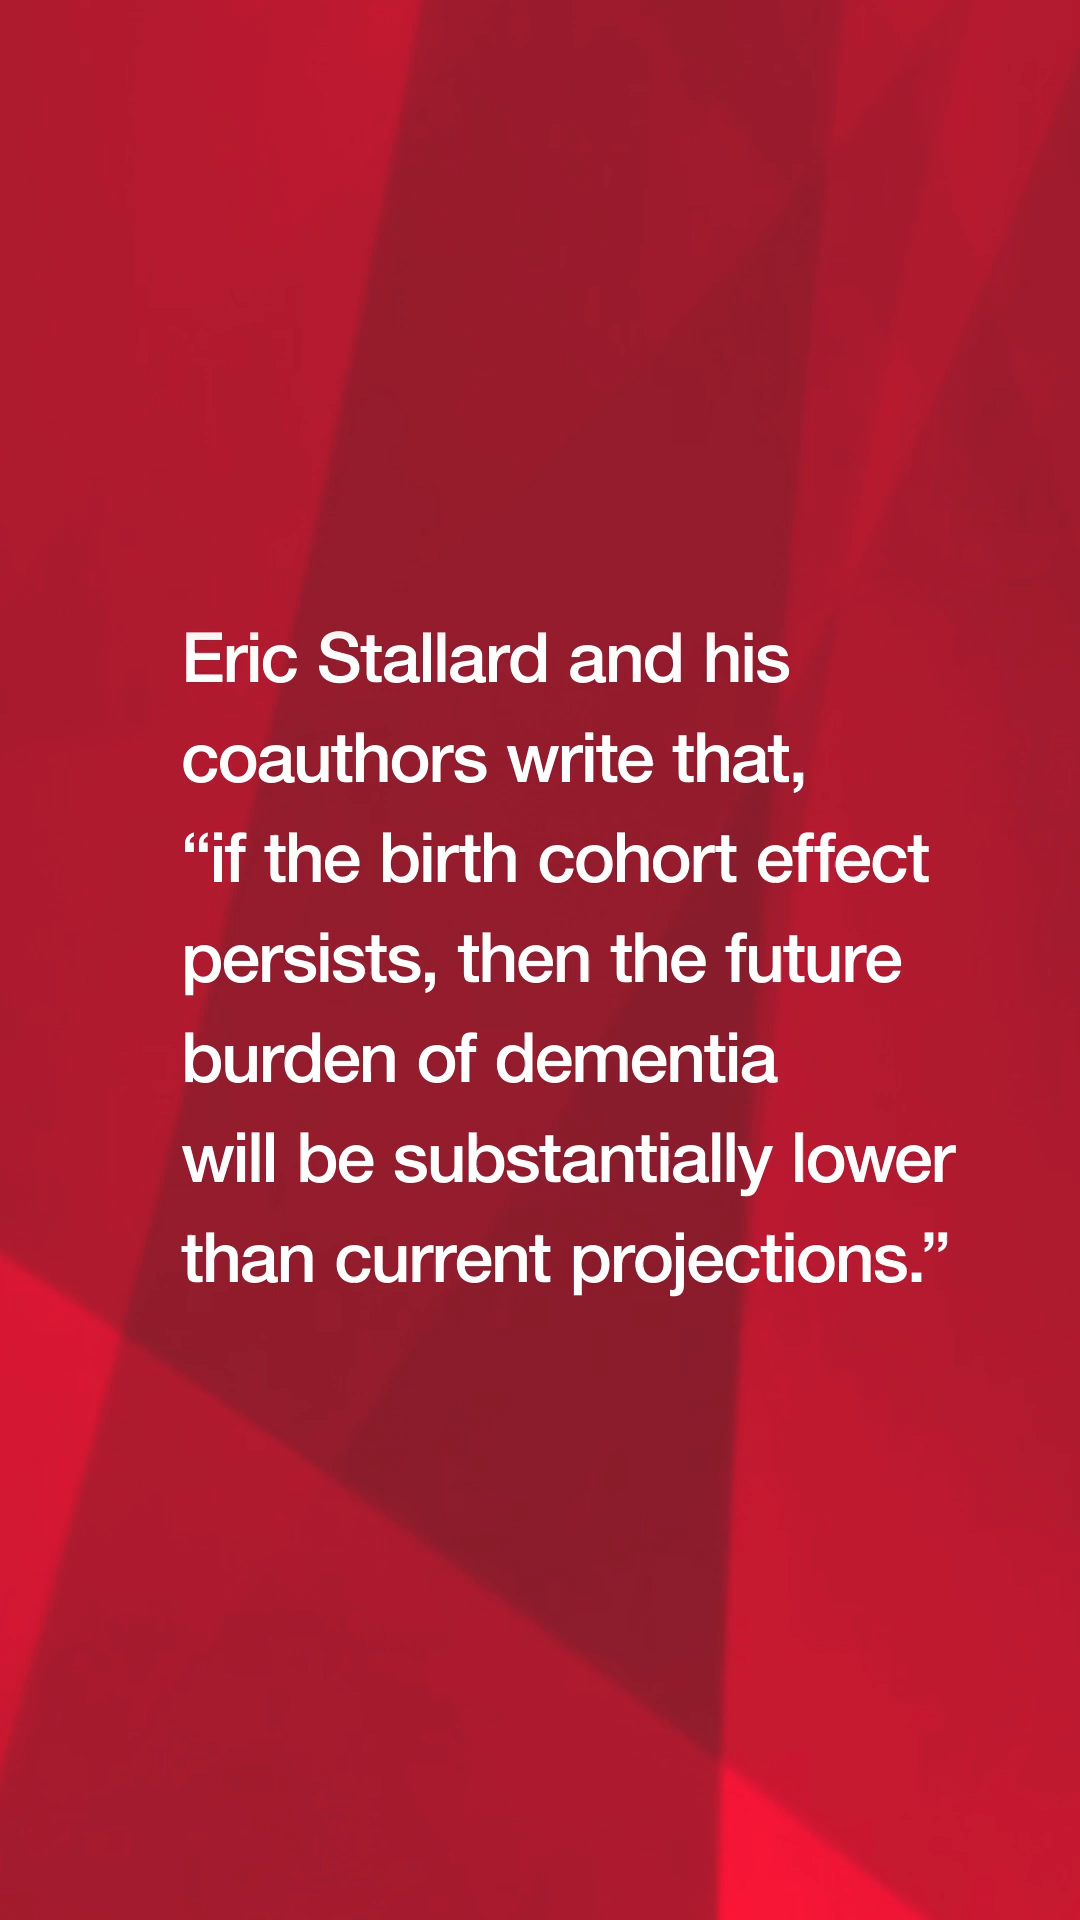 Eric Stallard and his
coauthors write that,
“if the birth cohort effect
persists, then the future
burden of dementia
will be substantially lower
than current projections.”